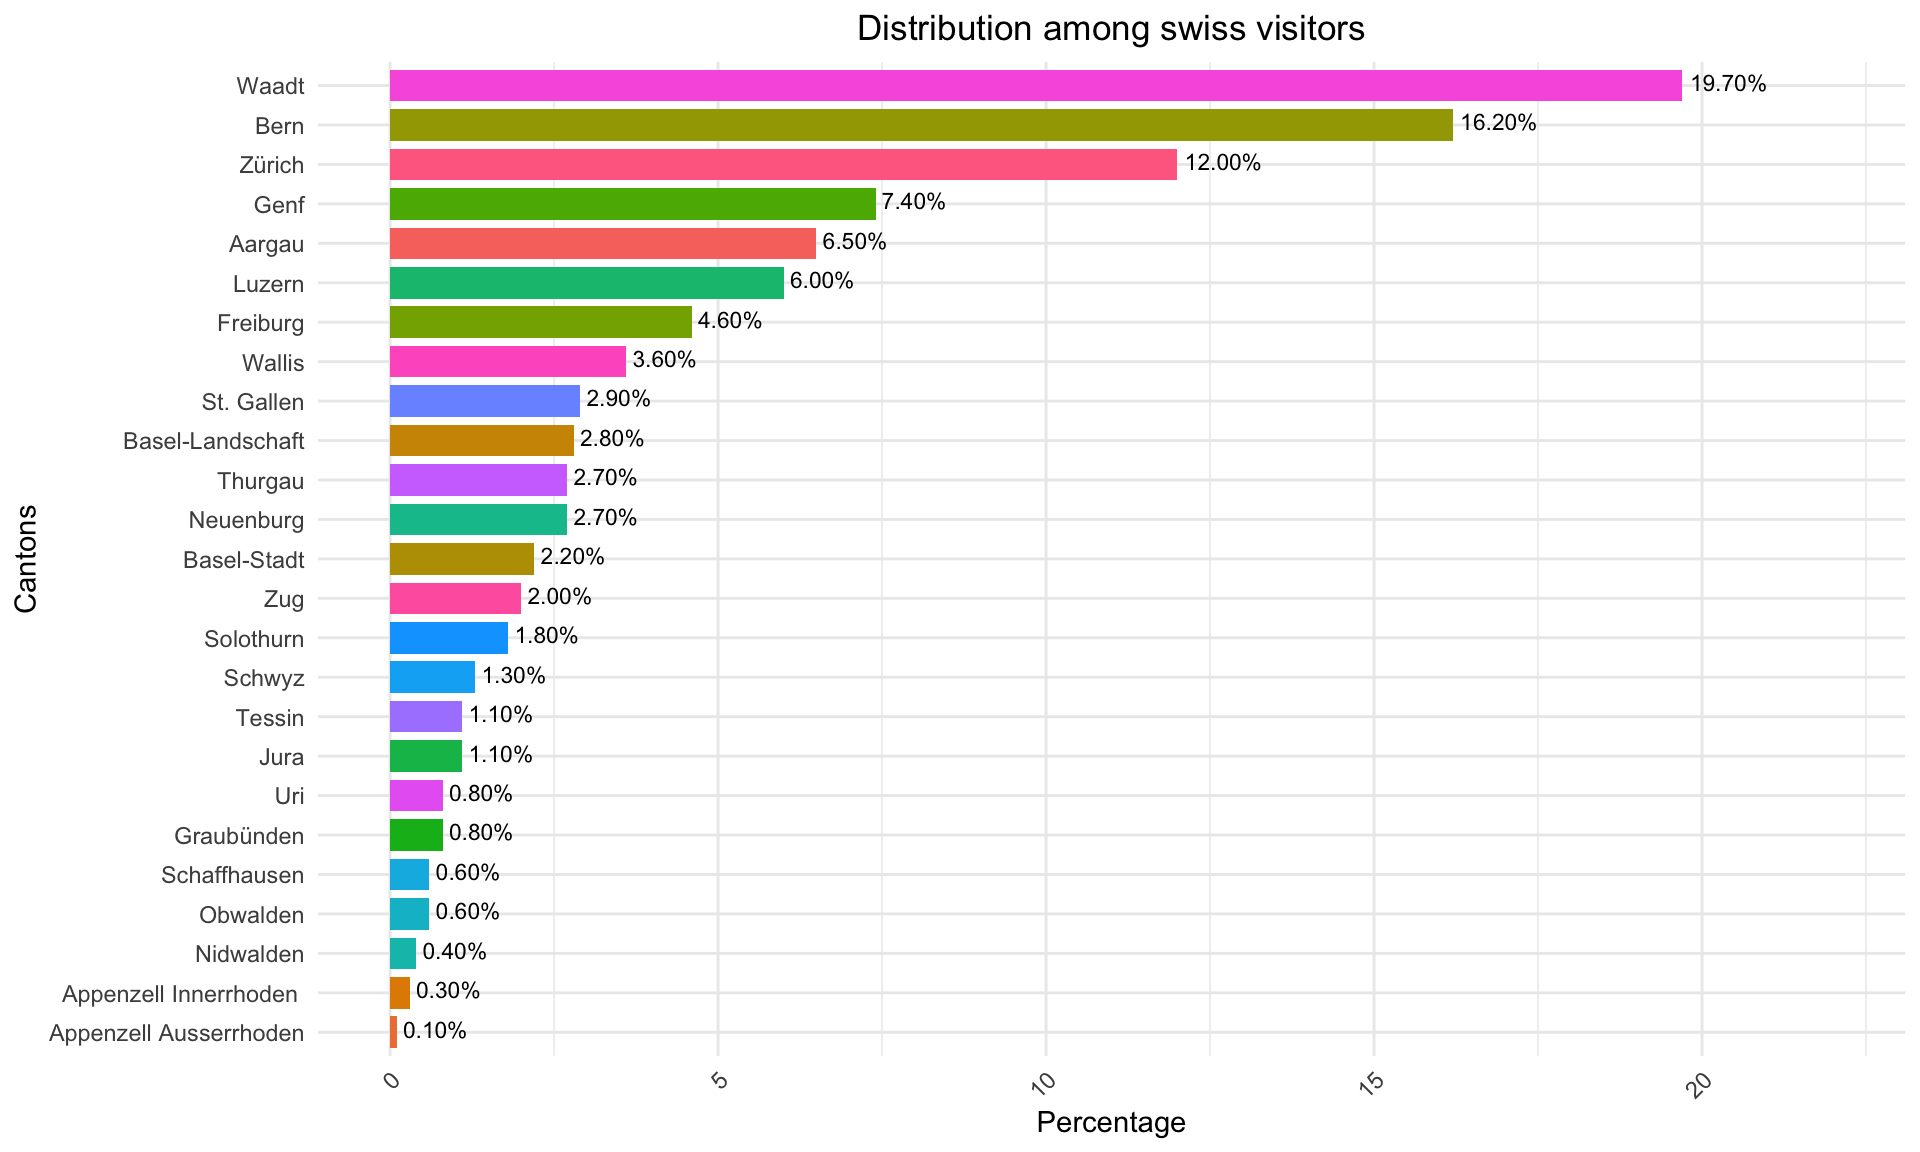 Distribution among swiss visitors
Cantons
Waadt 19.70%
Bern 16.20%
Zürich 12.00%
Genf 7.40%
Aargau 6.50%
Luzern 6.00%
Freiburg 4.60%
Wallis 3.60%
St. Gallen 2.90%
Basel-Landschaft 2.80%
Thurgau 2.70%
Neuenburg 2.70%
Basel-Stadt 2.20%
Zug 2.00%
Solothurn 1.80%
Schwyz 1.30%
Tessin 1.10%
Jura 1.10%
Uri 0.80%
Graubünden 0.80%
Schaffhausen 0.60%
Obwalden 0.60%
Nidwalden 0.40%
Appenzell Innerrhoden 0.30%
Appenzell Ausserrhoden 0.10%
0 5 10 15 20
Percentage